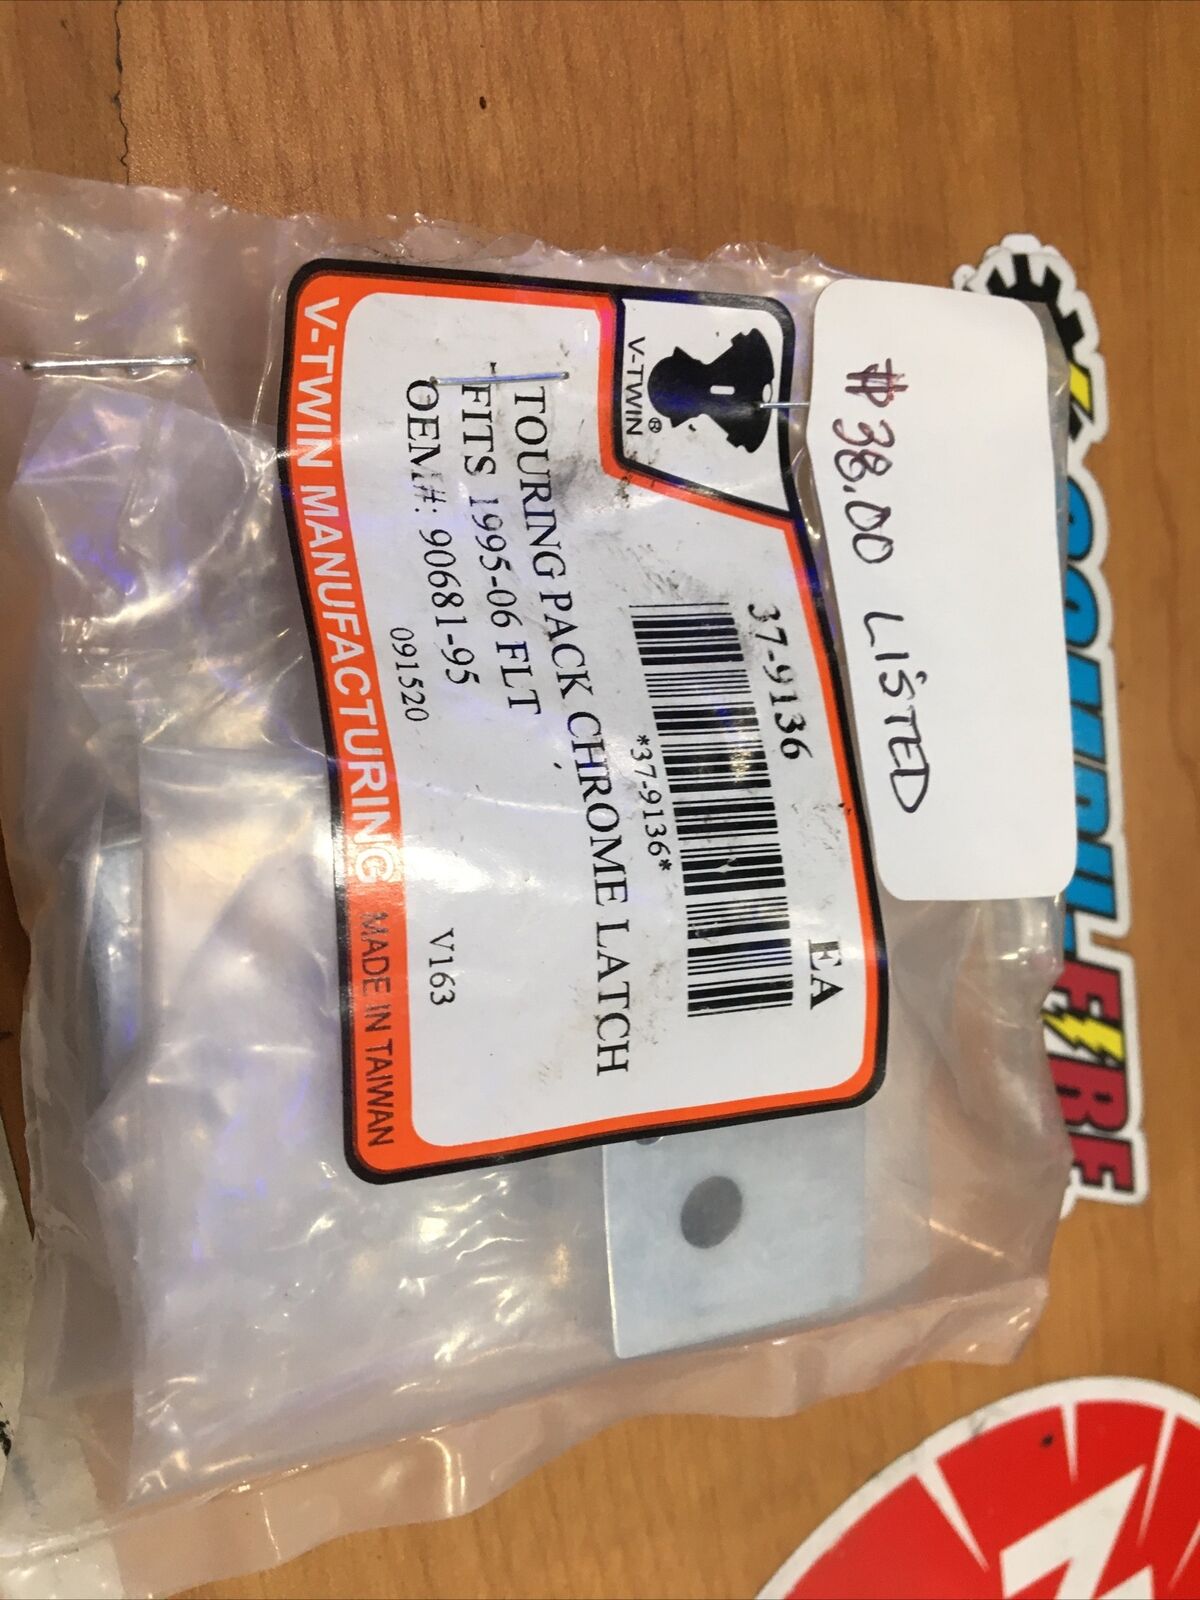 $38.00 LISTED
V-TWIN®
37-9136 EA
*37-9136*
TOURING PACK CHROME LATCH
FITS 1995-06 FLT
OEM#: 90681-95
091520 V163
V-TWIN MANUFACTURING MADE IN TAIWAN